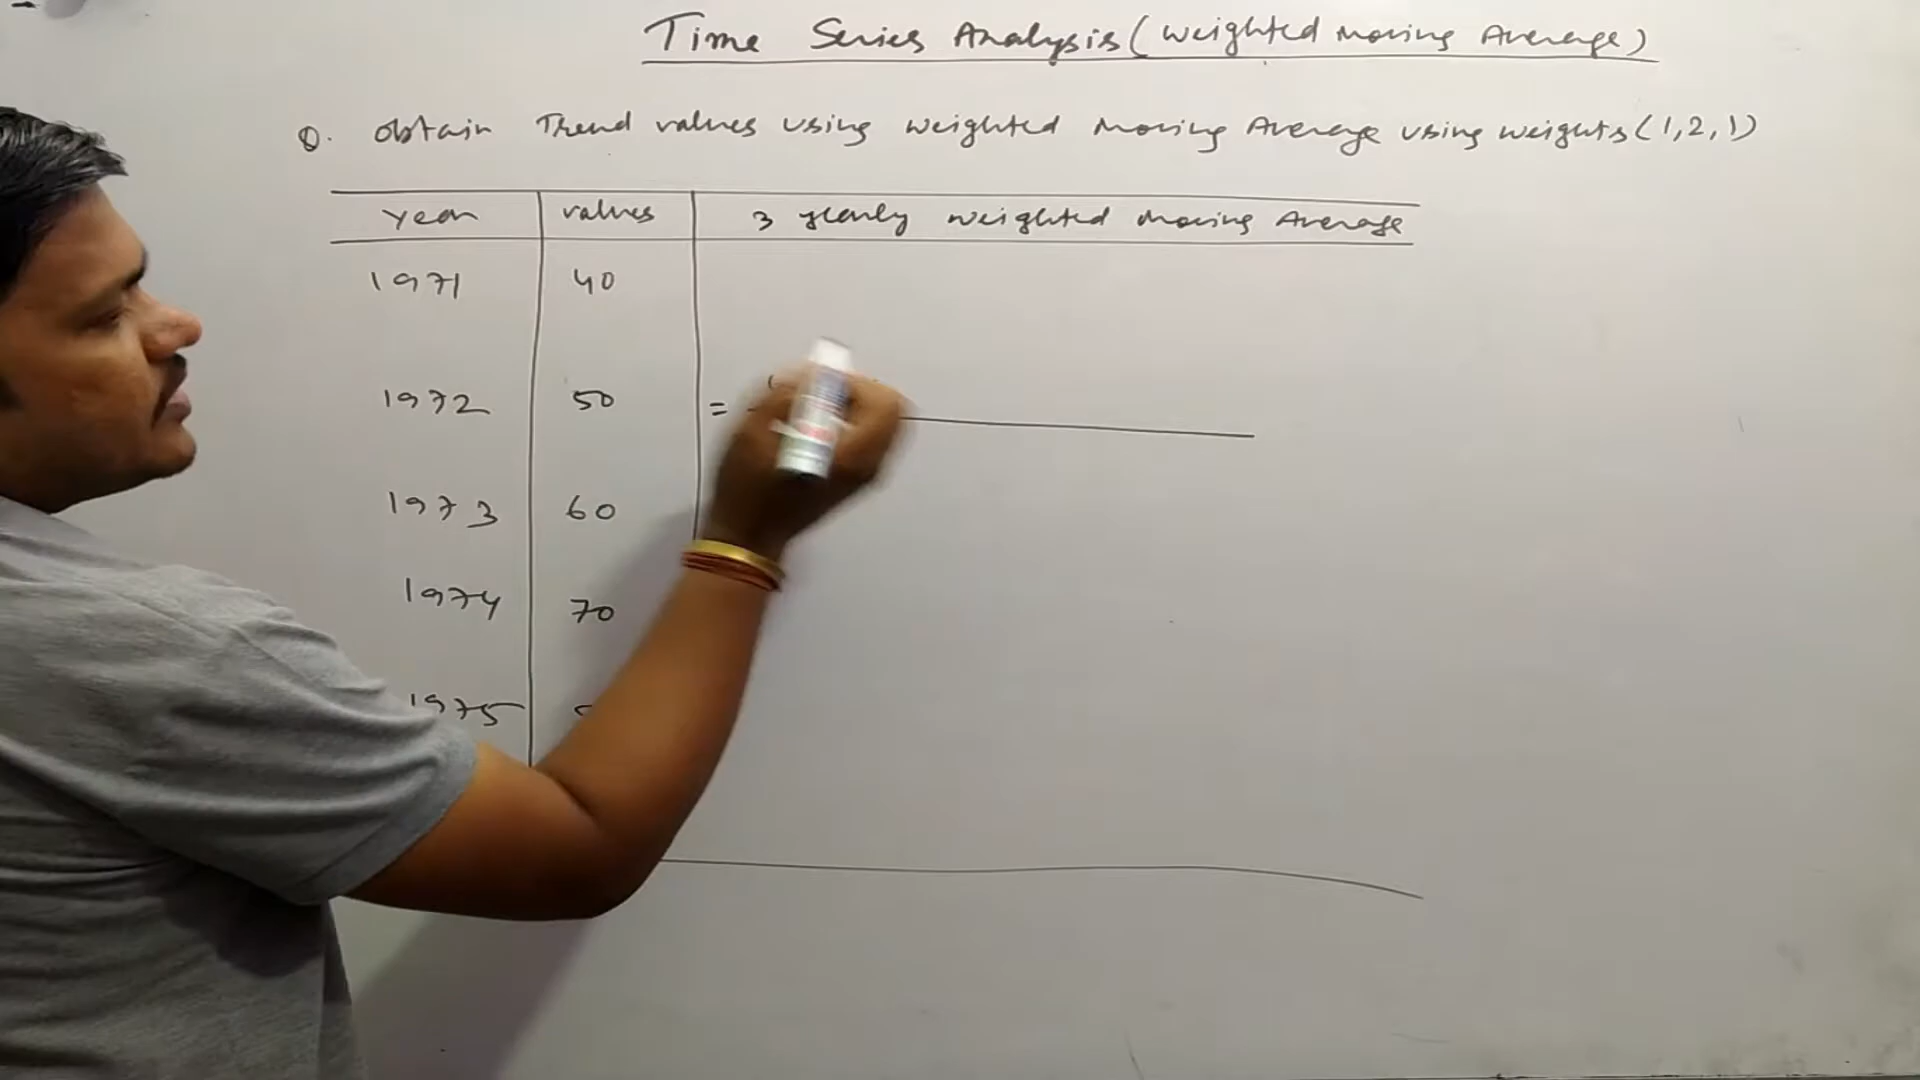 Time Series Analysis (Weighted Moving Average)
Q. Obtain Trend values using weighted Moving Average using weights (1,2,1)
Year values 3 yearly weighted Moving Average
1971 40
1972 50 =
1973 60
1974 70
1975